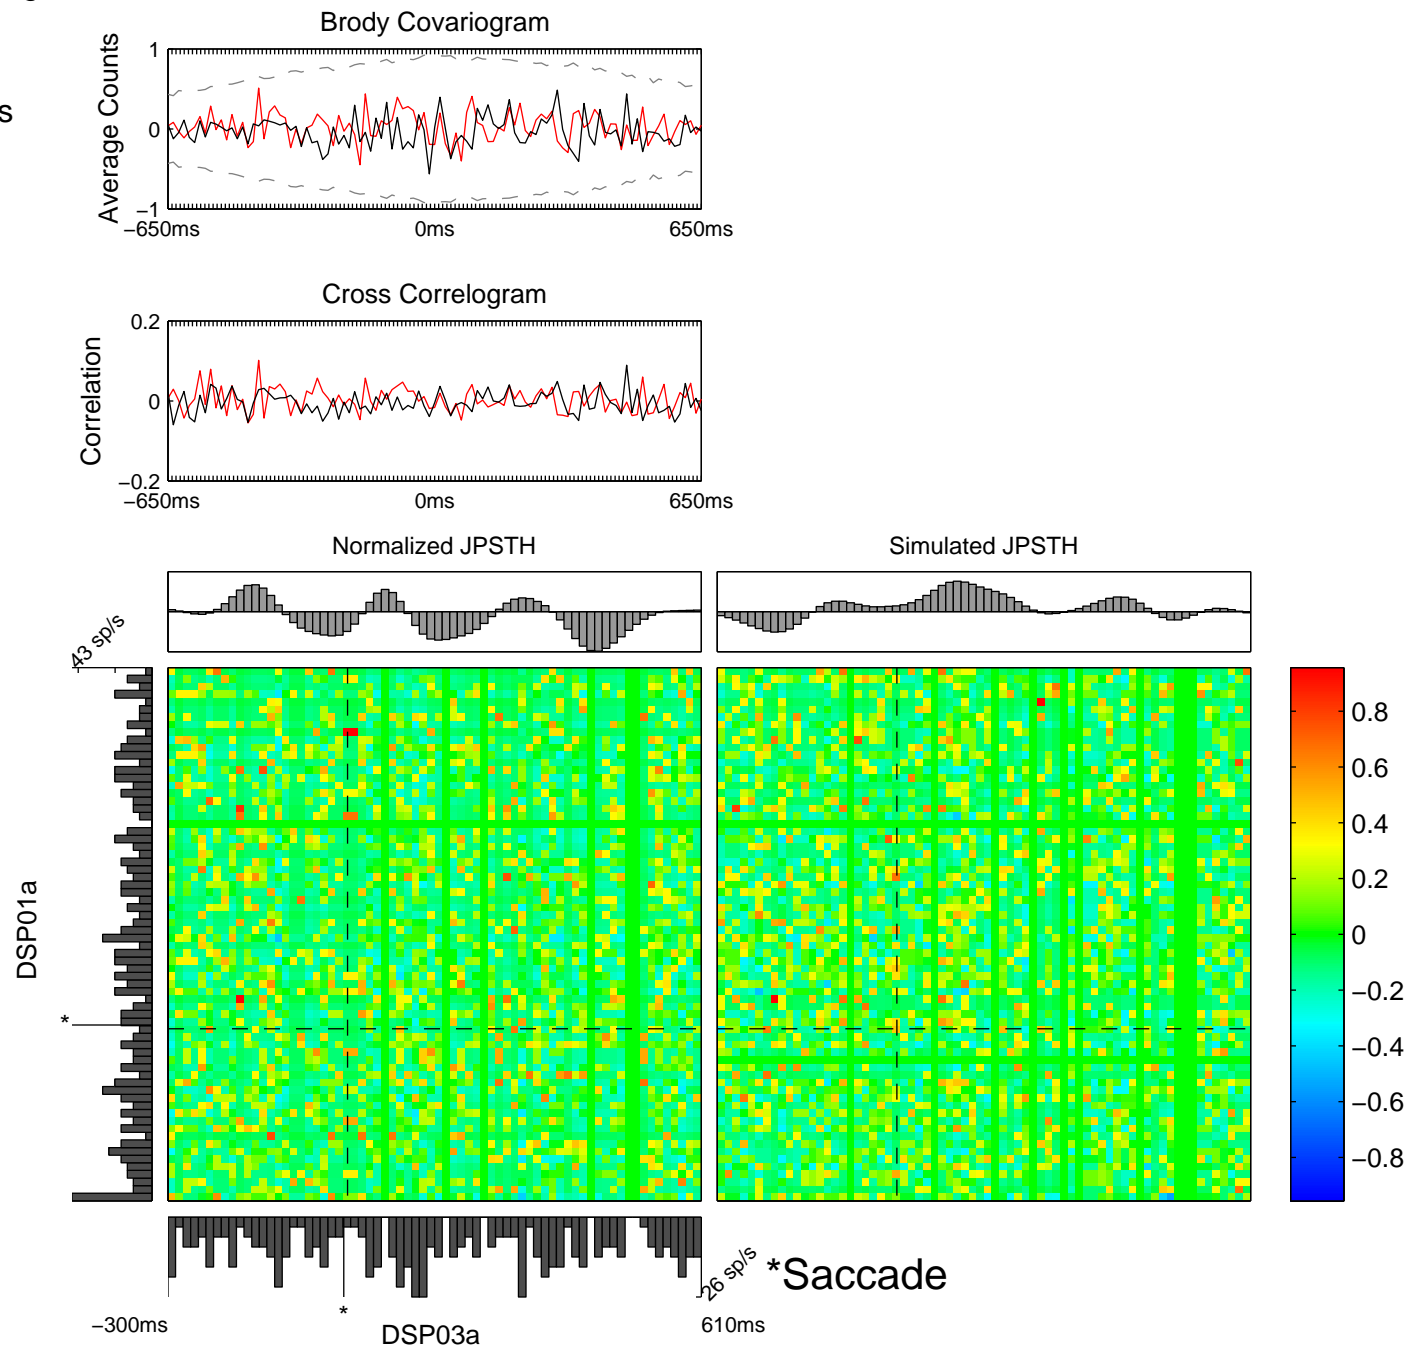 g
Brody Covariogram
s
Average Counts
1
0
−1
−650ms
0ms
650ms
Cross Correlogram
Correlation
0.2
0
−0.2
−650ms
0ms
650ms
Normalized JPSTH
Simulated JPSTH
43 sp/s
DSP01a
*
0.8
0.6
0.4
0.2
0
−0.2
−0.4
−0.6
−0.8
26 sp/s
*Saccade
*
−300ms
DSP03a
610ms